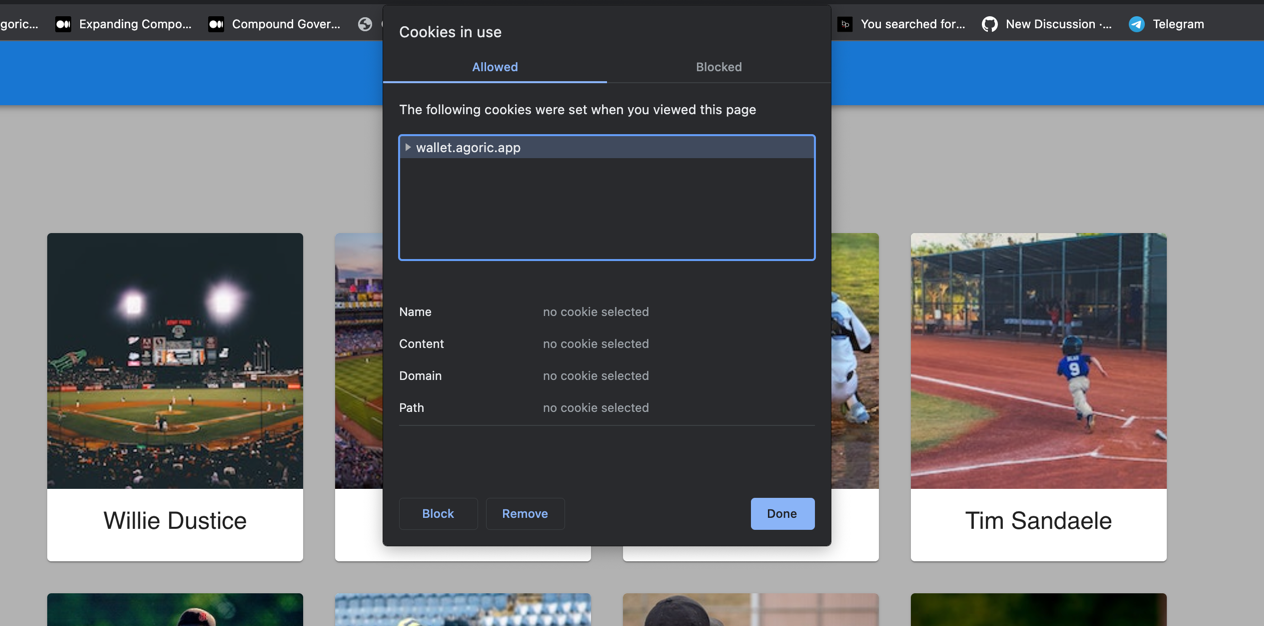 goric...
Expanding Compo...
Compound Gover...
You searched for...
New Discussion ·...
Telegram
Cookies in use
Allowed
Blocked
The following cookies were set when you viewed this page
wallet.agoric.app
Name
no cookie selected
Content
no cookie selected
Domain
no cookie selected
Path
no cookie selected
Block
Remove
Done
9
Willie Dustice
Tim Sandaele